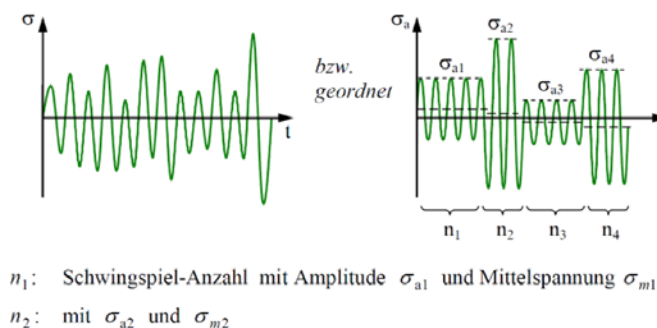 σ
t
bzw.
geordnet
σa
σa1
σa2
σa3
σa4
n1
n2
n3
n4
n1: Schwingspiel-Anzahl mit Amplitude σa1 und Mittelspannung σm1
n2: mit σa2 und σm2